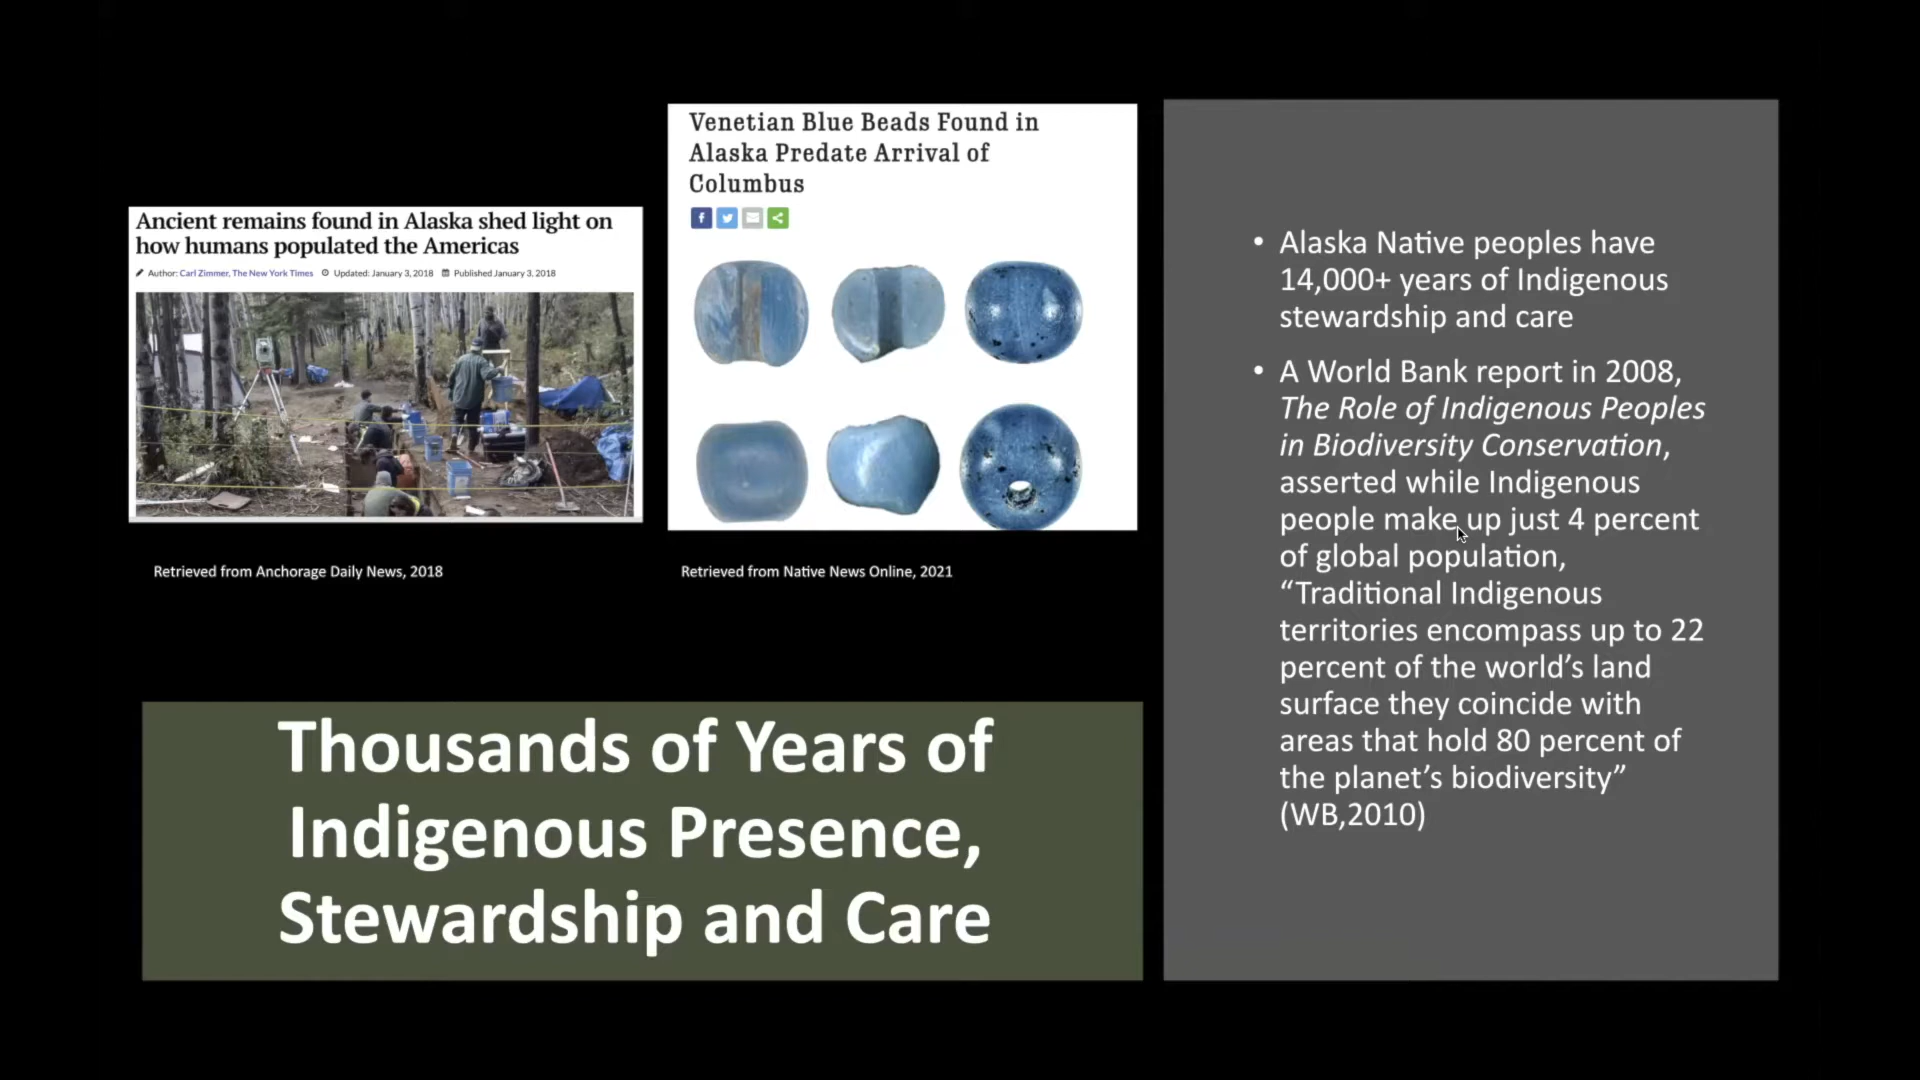 Ancient remains found in Alaska shed light on
how humans populated the Americas
Author: Carl Zimmer, The New York Times Updated: January 3, 2018 Published January 3, 2018
Retrieved from Anchorage Daily News, 2018
Venetian Blue Beads Found in
Alaska Predate Arrival of
Columbus
Retrieved from Native News Online, 2021
Thousands of Years of
Indigenous Presence,
Stewardship and Care
• Alaska Native peoples have
14,000+ years of Indigenous
stewardship and care
• A World Bank report in 2008,
The Role of Indigenous Peoples
in Biodiversity Conservation,
asserted while Indigenous
people make up just 4 percent
of global population,
“Traditional Indigenous
territories encompass up to 22
percent of the world’s land
surface they coincide with
areas that hold 80 percent of
the planet’s biodiversity”
(WB,2010)